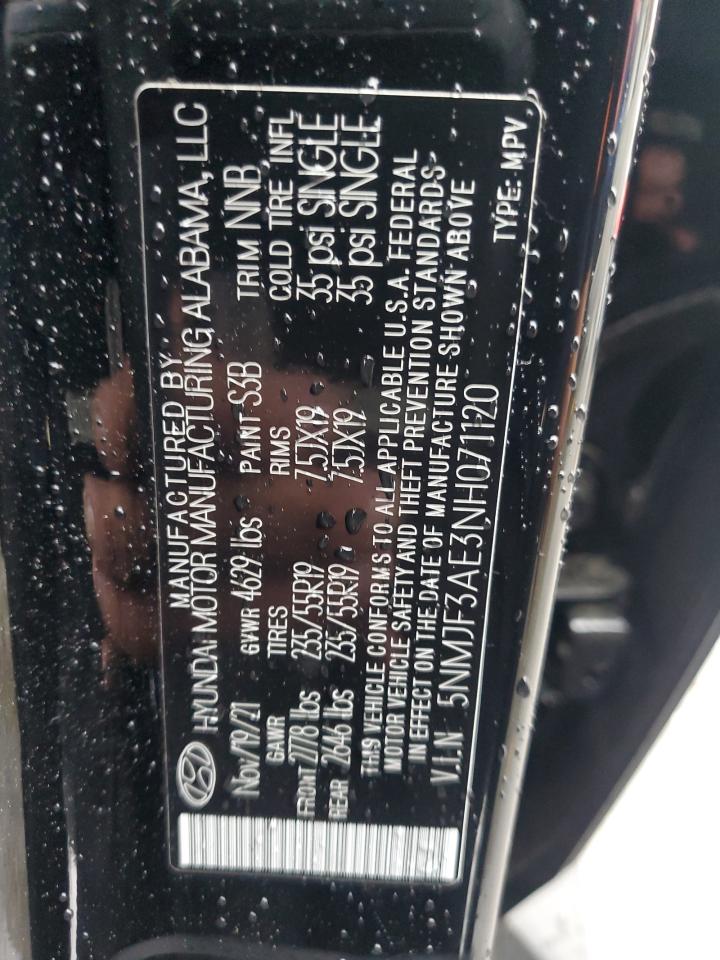 MANUFACTURED BY
HYUNDAI MOTOR MANUFACTURING ALABAMA, LLC
Nov/19/21 GVWR 4629 lbs PAINT S3B TRIM NNB
GAWR TIRES RIMS COLD TIRE INFL
FRONT 2778 lbs 235/55R19 7.5JX19 35 psi SINGLE
REAR 2646 lbs 235/55R19 7.5JX19 35 psi SINGLE
THIS VEHICLE CONFORMS TO ALL APPLICABLE U.S.A. FEDERAL
MOTOR VEHICLE SAFETY AND THEFT PREVENTION STANDARDS
IN EFFECT ON THE DATE OF MANUFACTURE SHOWN ABOVE
V.I.N 5NMJF3AE3NH071120
TYPE: MPV